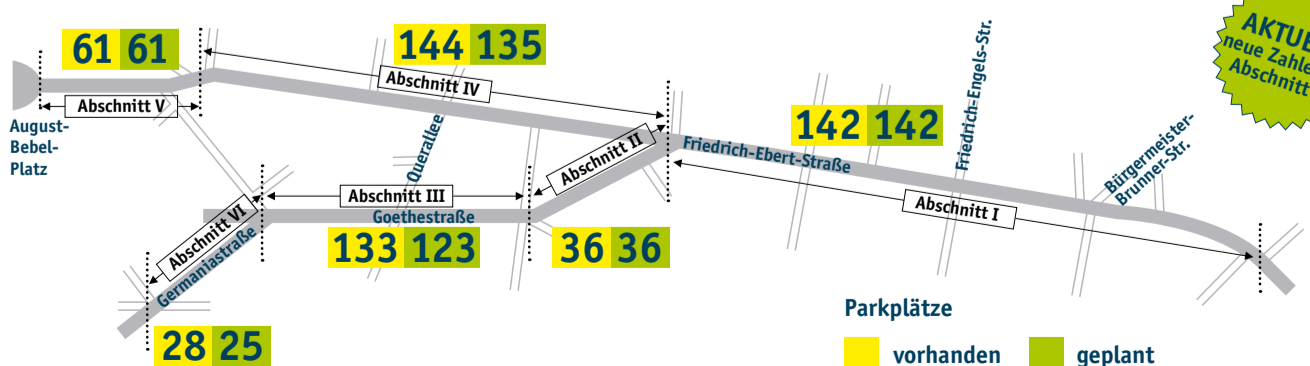 61 61
144 135
Abschnitt IV
Abschnitt V
August-
Bebel-
Platz
Querallee
Abschnitt II
142 142
Friedrich-Ebert-Straße
Friedrich-Engels-Str.
Bürgermeister-
Brunner-Str.
Abschnitt I
AKTUE
neue Zahle
Abschnitt
Abschnitt III
Goethestraße
133 123
36 36
Abschnitt VI
Germaniastraße
28 25
Parkplätze
vorhanden
geplant